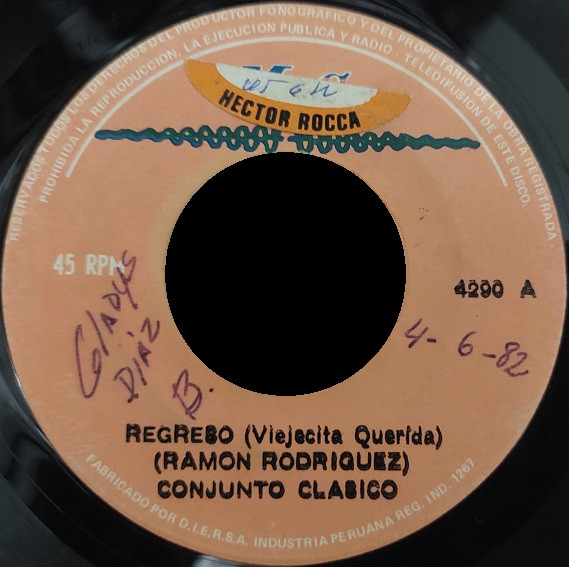 RESERVADOS TODOS LOS DERECHOS DEL PRODUCTOR FONOGRAFICO Y DEL PROPIETARIO DE LA OBRA REGISTRADA
PROHIBIDA LA REPRODUCCION, LA EJECUCION PUBLICA Y RADIO - TELEDIFUSION DE ESTE DISCO.
HECTOR ROCCA
45 RPM
4290 A
GLADYS
DIAZ
B.
4-6-82
REGRESO (Viejecita Querida)
(RAMON RODRIGUEZ)
CONJUNTO CLASICO
FABRICADO POR D.I.E.R.S.A. INDUSTRIA PERUANA REG. IND. 1267